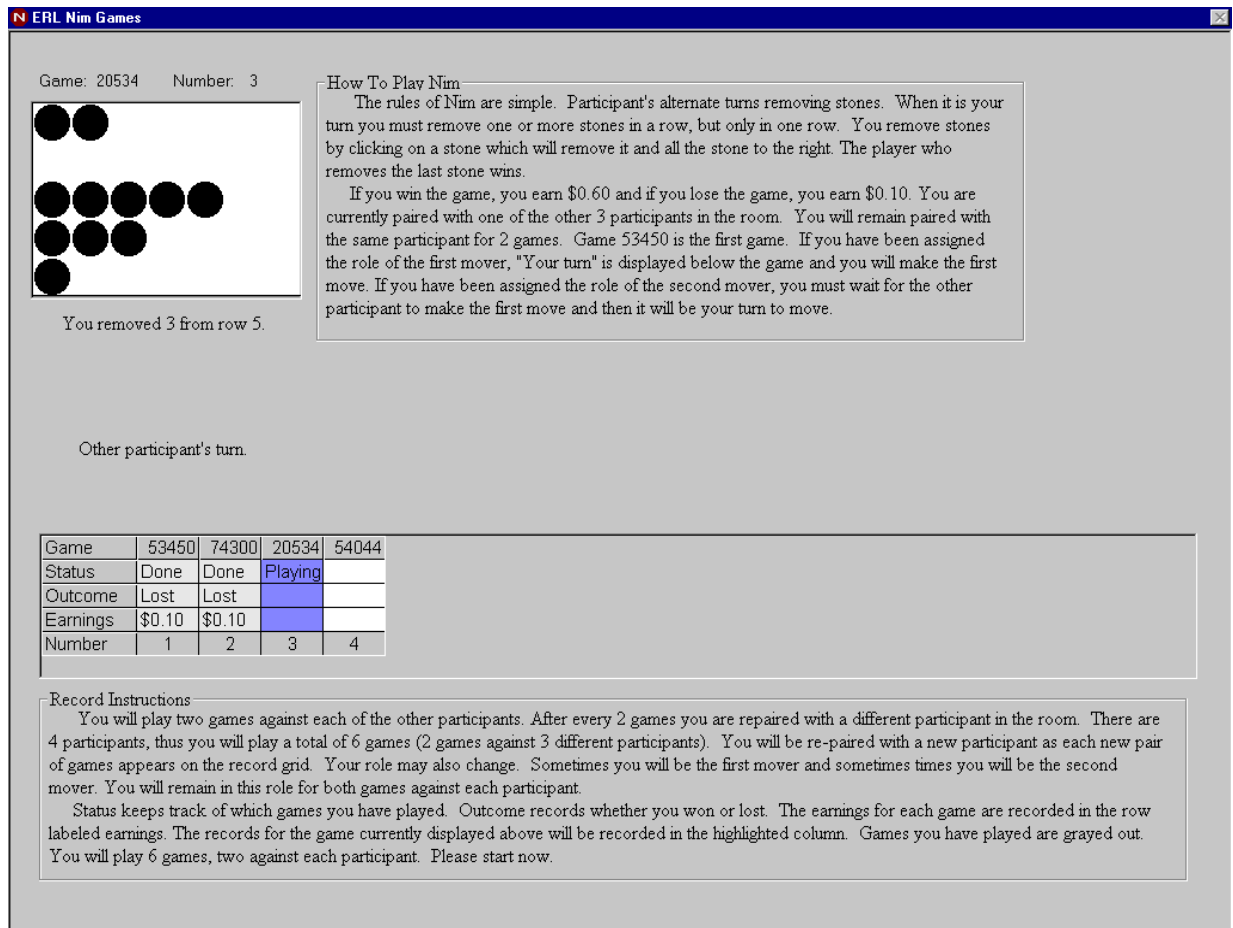 ERL Nim Games
Game: 20534 Number: 3
How To Play Nim
The rules of Nim are simple. Participant's alternate turns removing stones. When it is your
turn you must remove one or more stones in a row, but only in one row. You remove stones
by clicking on a stone which will remove it and all the stone to the right. The player who
removes the last stone wins.
If you win the game, you earn $0.60 and if you lose the game, you earn $0.10. You are
currently paired with one of the other 3 participants in the room. You will remain paired with
the same participant for 2 games. Game 53450 is the first game. If you have been assigned
the role of the first mover, "Your turn" is displayed below the game and you will make the first
move. If you have been assigned the role of the second mover, you must wait for the other
participant to make the first move and then it will be your turn to move.
You removed 3 from row 5.
Other participant's turn.
Game 53450 74300 20534 54044
Status Done Done Playing
Outcome Lost Lost
Earnings $0.10 $0.10
Number 1 2 3 4
Record Instructions
You will play two games against each of the other participants. After every 2 games you are repaired with a different participant in the room. There are
4 participants, thus you will play a total of 6 games (2 games against 3 different participants). You will be re-paired with a new participant as each new pair
of games appears on the record grid. Your role may also change. Sometimes you will be the first mover and sometimes times you will be the second
mover. You will remain in this role for both games against each participant.
Status keeps track of which games you have played. Outcome records whether you won or lost. The earnings for each game are recorded in the row
labeled earnings. The records for the game currently displayed above will be recorded in the highlighted column. Games you have played are grayed out.
You will play 6 games, two against each participant. Please start now.